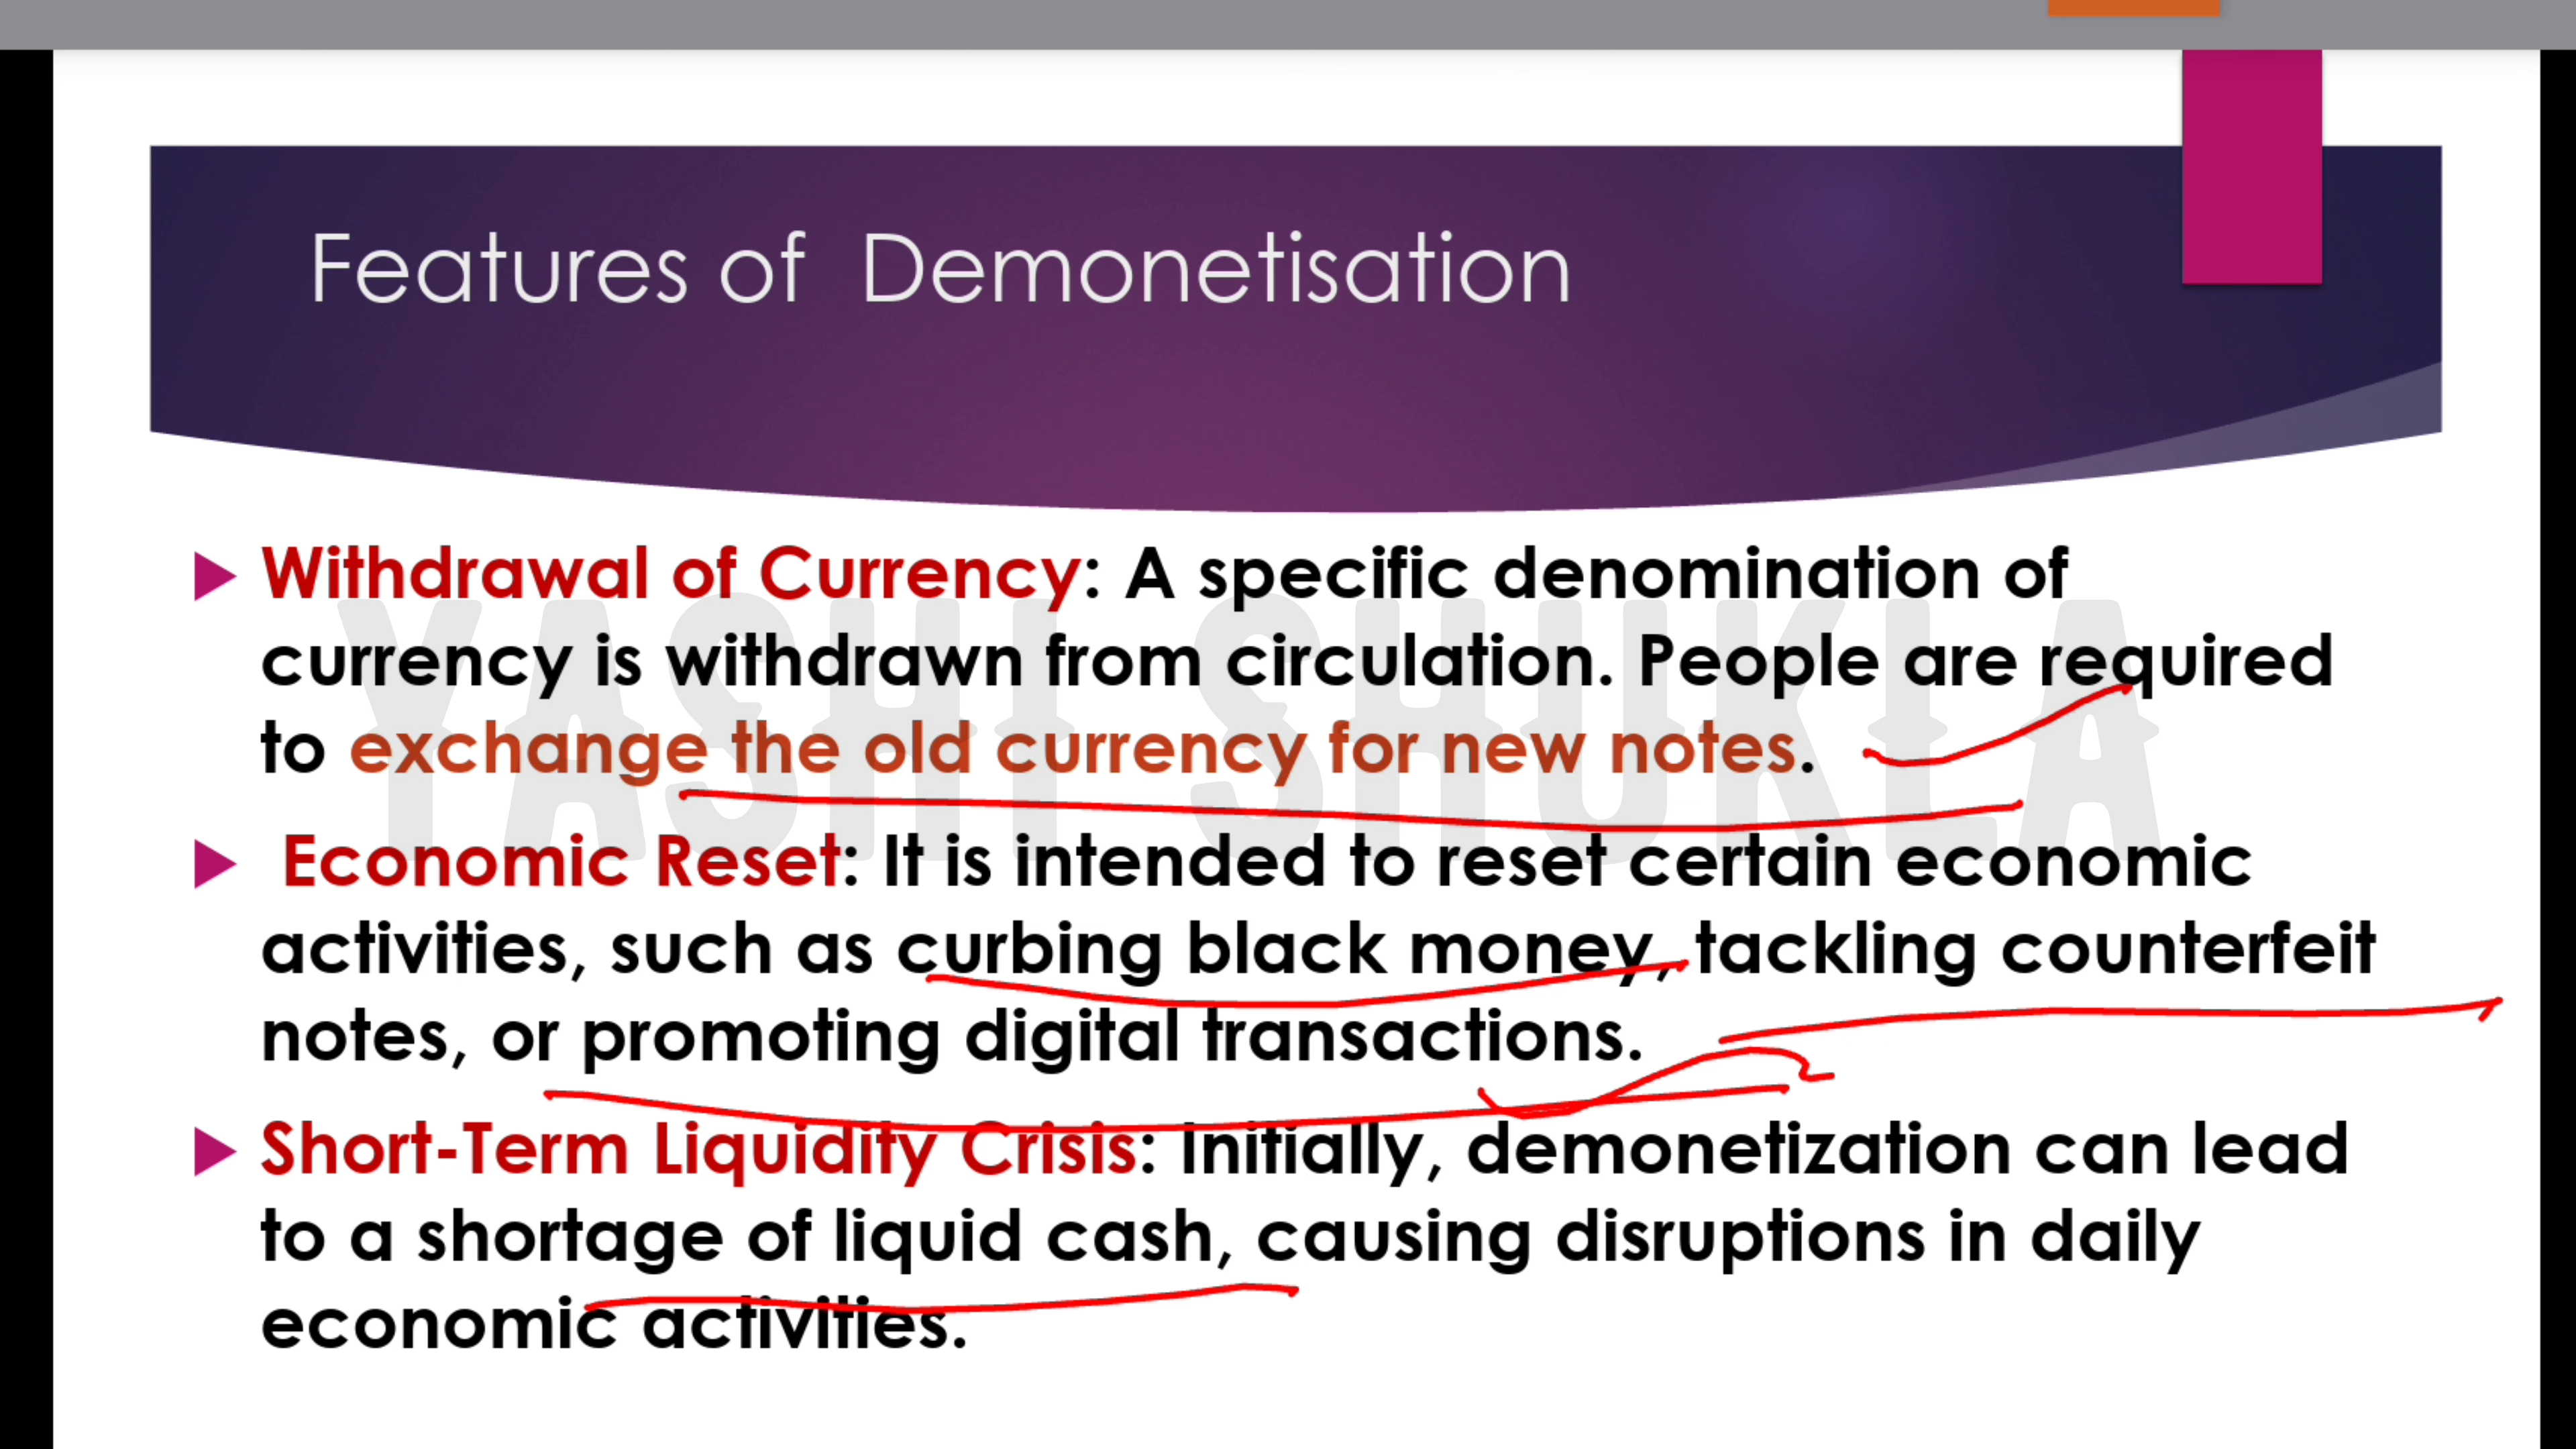 Features of Demonetisation
Withdrawal of Currency: A specific denomination of
currency is withdrawn from circulation. People are required
to exchange the old currency for new notes.
Economic Reset: It is intended to reset certain economic
activities, such as curbing black money, tackling counterfeit
notes, or promoting digital transactions.
Short-Term Liquidity Crisis: Initially, demonetization can lead
to a shortage of liquid cash, causing disruptions in daily
economic activities.
YASHI SHUKLA